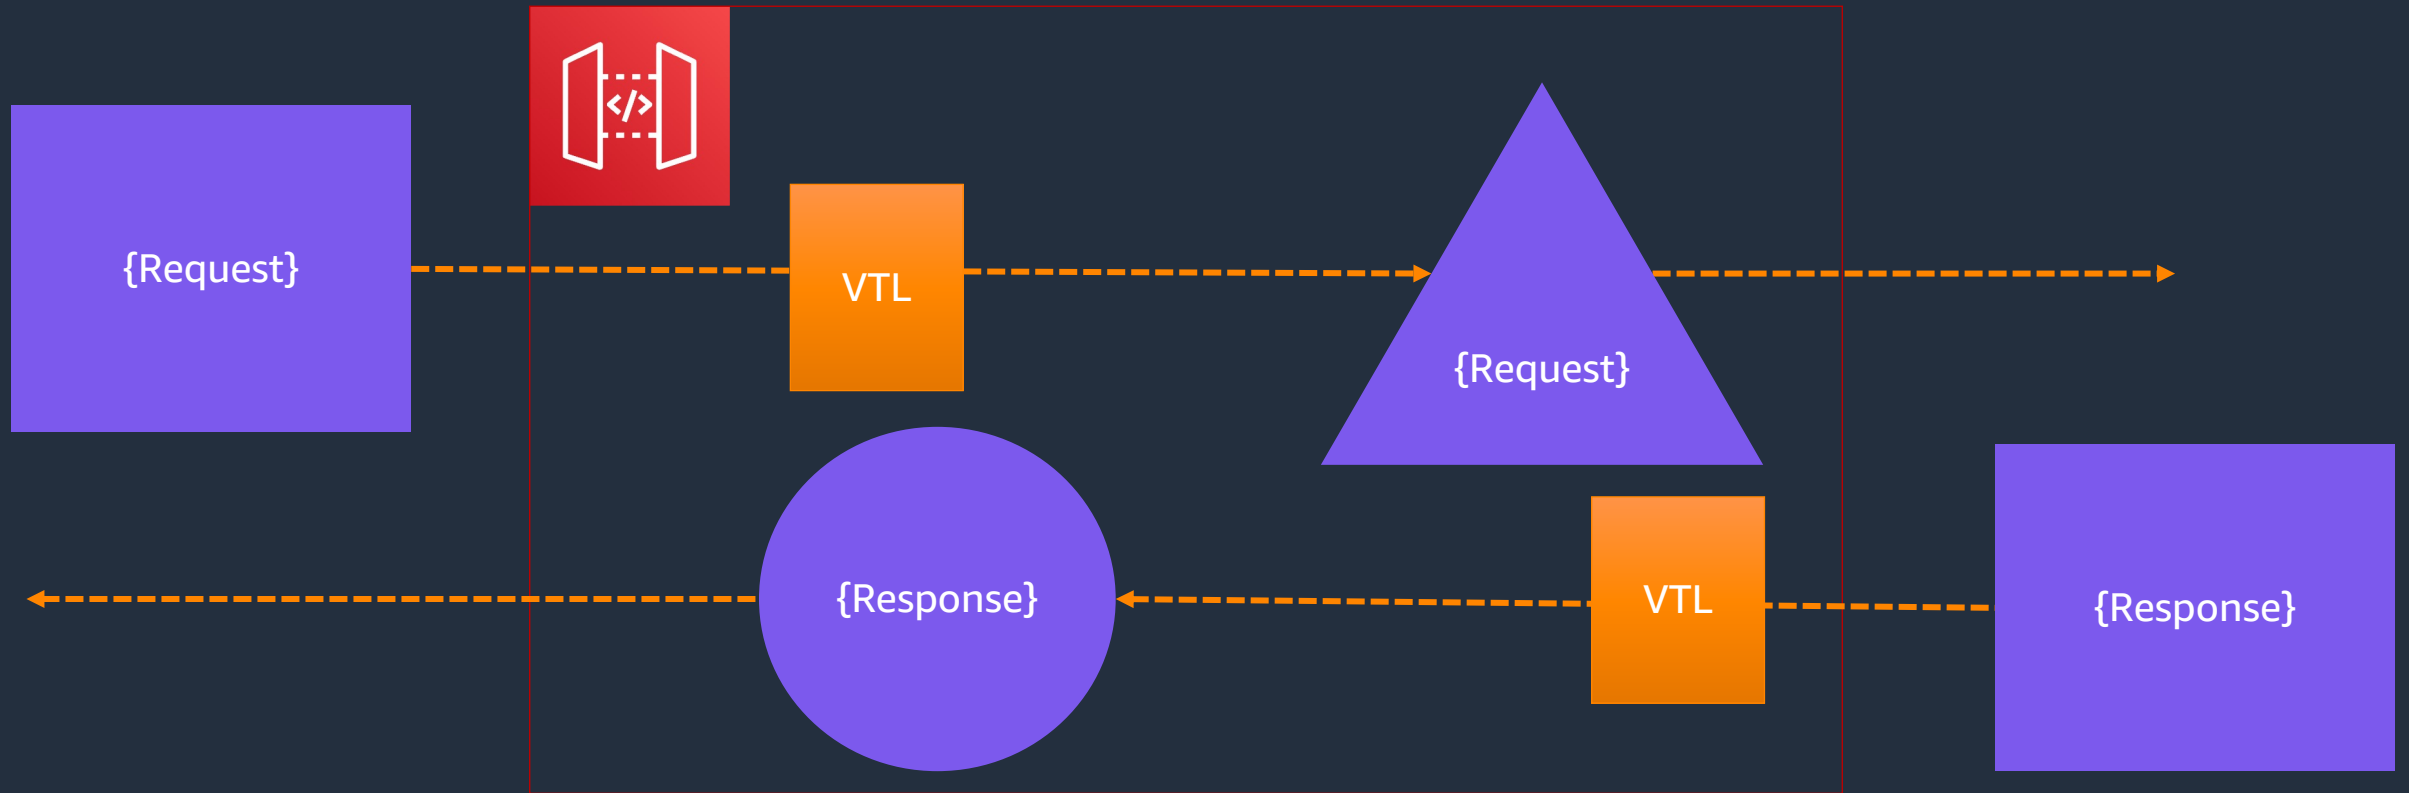 {Request}
VTL
{Request}
{Response}
VTL
{Response}